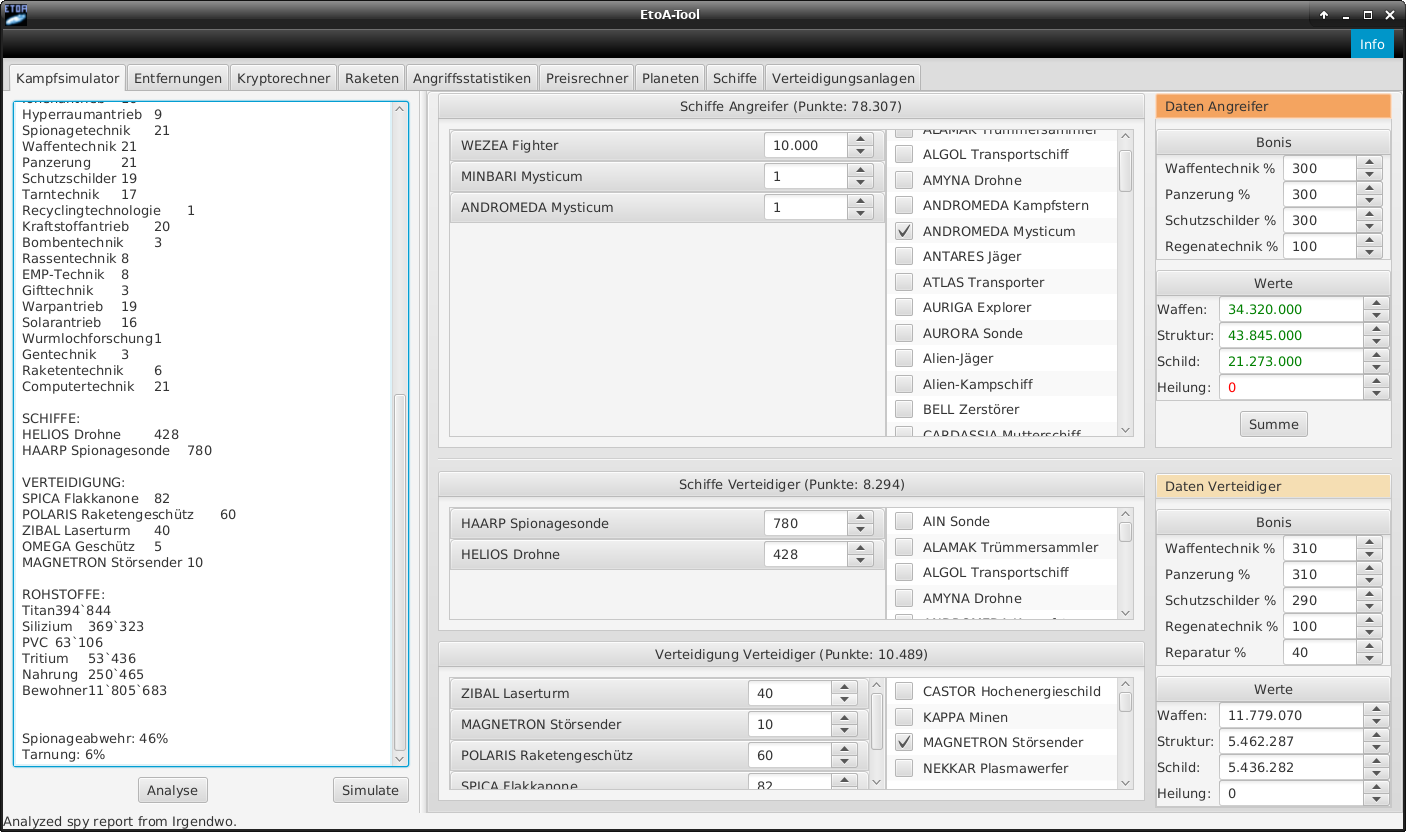 EtoA-Tool
ETOA
Info
Kampfsimulator
Entfernungen
Kryptorechner
Raketen
Angriffsstatistiken
Preisrechner
Planeten
Schiffe
Verteidigungsanlagen
Hyperraumantrieb 9
Spionagetechnik 21
Waffentechnik 21
Panzerung 21
Schutzschilder 19
Tarntechnik 17
Recyclingtechnologie 1
Kraftstoffantrieb 20
Bombentechnik 3
Rassentechnik 8
EMP-Technik 8
Gifttechnik 3
Warpantrieb 19
Solarantrieb 16
Wurmlochforschung1
Gentechnik 3
Raketentechnik 6
Computertechnik 21
SCHIFFE:
HELIOS Drohne 428
HAARP Spionagesonde 780
VERTEIDIGUNG:
SPICA Flakkanone 82
POLARIS Raketengeschütz 60
ZIBAL Laserturm 40
OMEGA Geschütz 5
MAGNETRON Störsender 10
ROHSTOFFE:
Titan394`844
Silizium 369`323
PVC 63`106
Tritium 53`436
Nahrung 250`465
Bewohner11`805`683
Spionageabwehr: 46%
Tarnung: 6%
Analyse
Simulate
Analyzed spy report from Irgendwo.
Schiffe Angreifer (Punkte: 78.307)
WEZEA Fighter 10.000
MINBARI Mysticum 1
ANDROMEDA Mysticum 1
ALAMAK Trümmersammler
ALGOL Transportschiff
AMYNA Drohne
ANDROMEDA Kampfstern
ANDROMEDA Mysticum
ANTARES Jäger
ATLAS Transporter
AURIGA Explorer
AURORA Sonde
Alien-Jäger
Alien-Kampschiff
BELL Zerstörer
CARDASSIA Mutterschiff
Schiffe Verteidiger (Punkte: 8.294)
HAARP Spionagesonde 780
HELIOS Drohne 428
AIN Sonde
ALAMAK Trümmersammler
ALGOL Transportschiff
AMYNA Drohne
Verteidigung Verteidiger (Punkte: 10.489)
ZIBAL Laserturm 40
MAGNETRON Störsender 10
POLARIS Raketengeschütz 60
SPICA Flakkanone 82
CASTOR Hochenergieschild
KAPPA Minen
MAGNETRON Störsender
NEKKAR Plasmawerfer
Daten Angreifer
Bonis
Waffentechnik % 300
Panzerung % 300
Schutzschilder % 300
Regenatechnik % 100
Werte
Waffen: 34.320.000
Struktur: 43.845.000
Schild: 21.273.000
Heilung: 0
Summe
Daten Verteidiger
Bonis
Waffentechnik % 310
Panzerung % 310
Schutzschilder % 290
Regenatechnik % 100
Reparatur % 40
Werte
Waffen: 11.779.070
Struktur: 5.462.287
Schild: 5.436.282
Heilung: 0